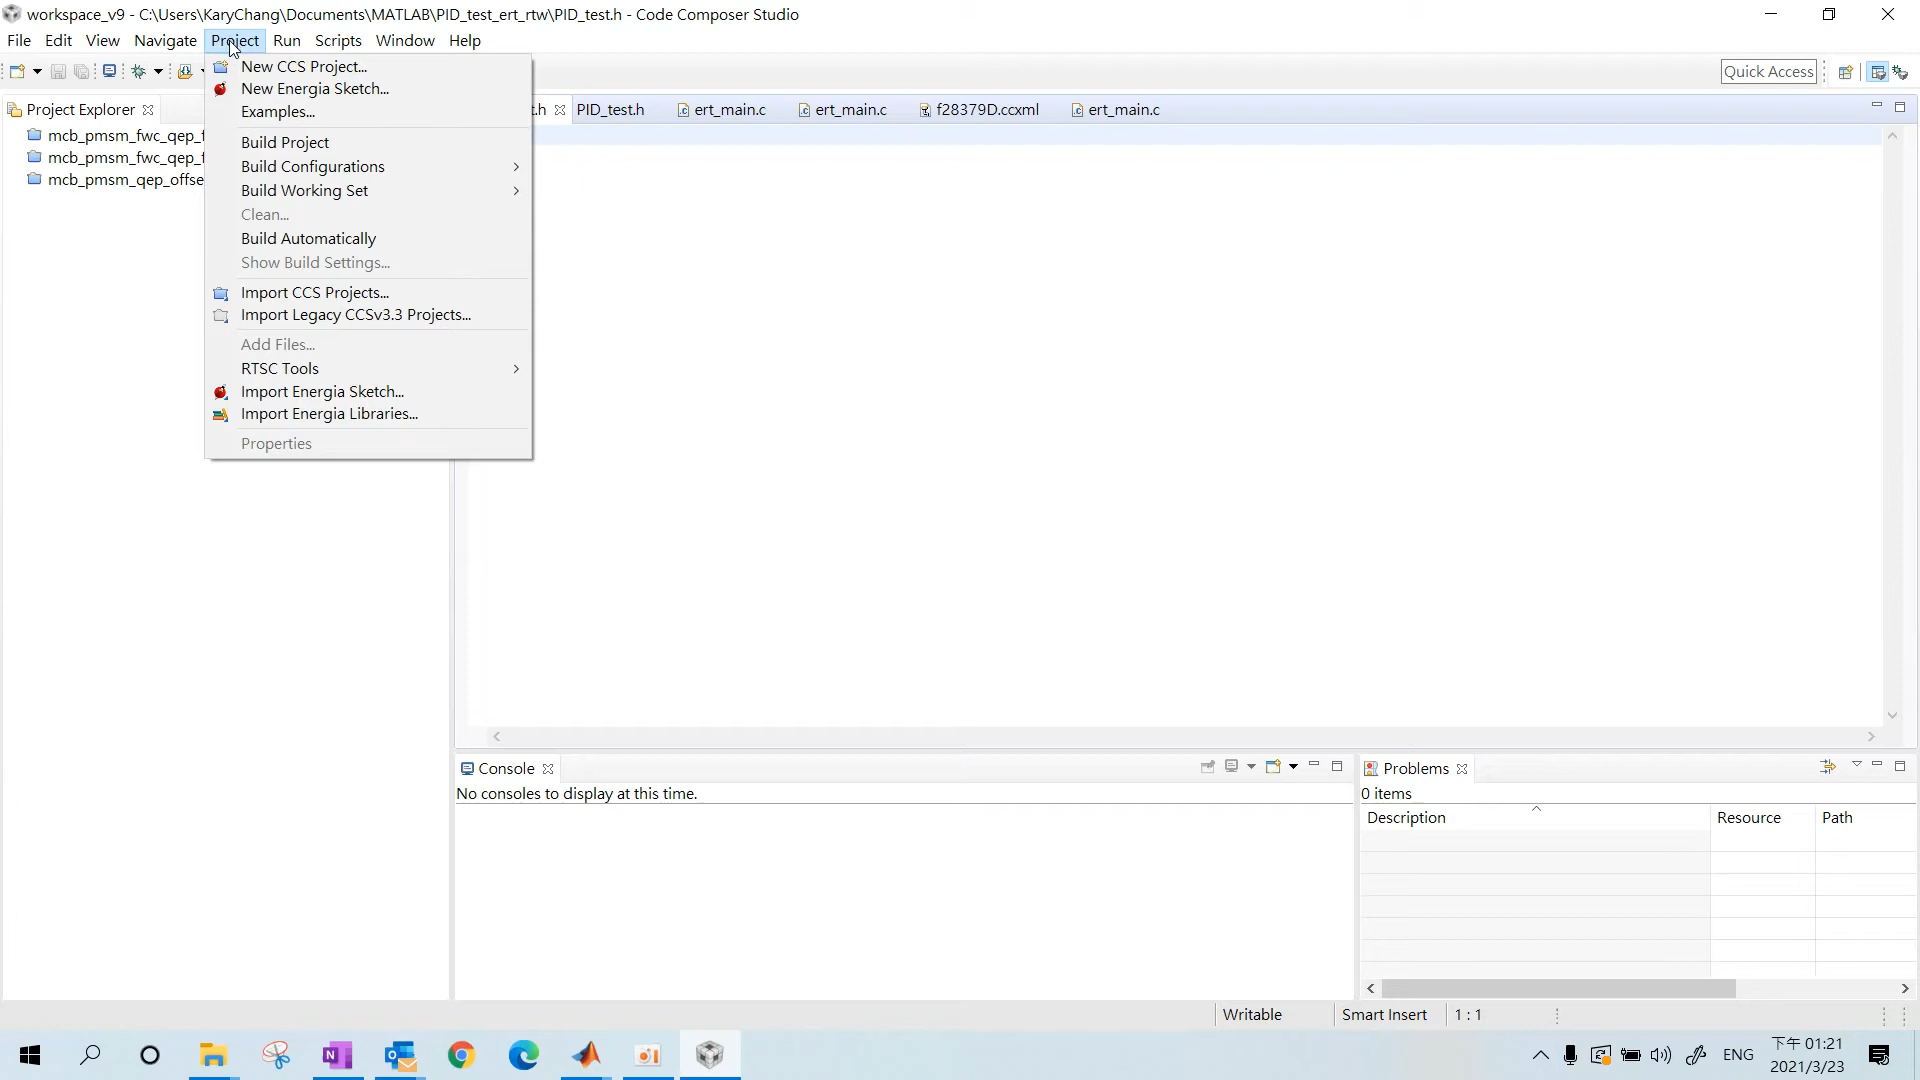 workspace_v9 - C:\Users\KaryChang\Documents\MATLAB\PID_test_ert_rtw\PID_test.h - Code Composer Studio
File Edit View Navigate Project Run Scripts Window Help
Quick Access
Project Explorer
.h PID_test.h ert_main.c ert_main.c f28379D.ccxml ert_main.c
mcb_pmsm_fwc_qep_f
mcb_pmsm_fwc_qep_f
mcb_pmsm_qep_offse
New CCS Project...
New Energia Sketch...
Examples...
Build Project
Build Configurations
Build Working Set
Clean...
Build Automatically
Show Build Settings...
Import CCS Projects...
Import Legacy CCSv3.3 Projects...
Add Files...
RTSC Tools
Import Energia Sketch...
Import Energia Libraries...
Properties
Console
No consoles to display at this time.
Problems
0 items
Description Resource Path
Writable Smart Insert 1 : 1
ENG
下午 01:21
2021/3/23